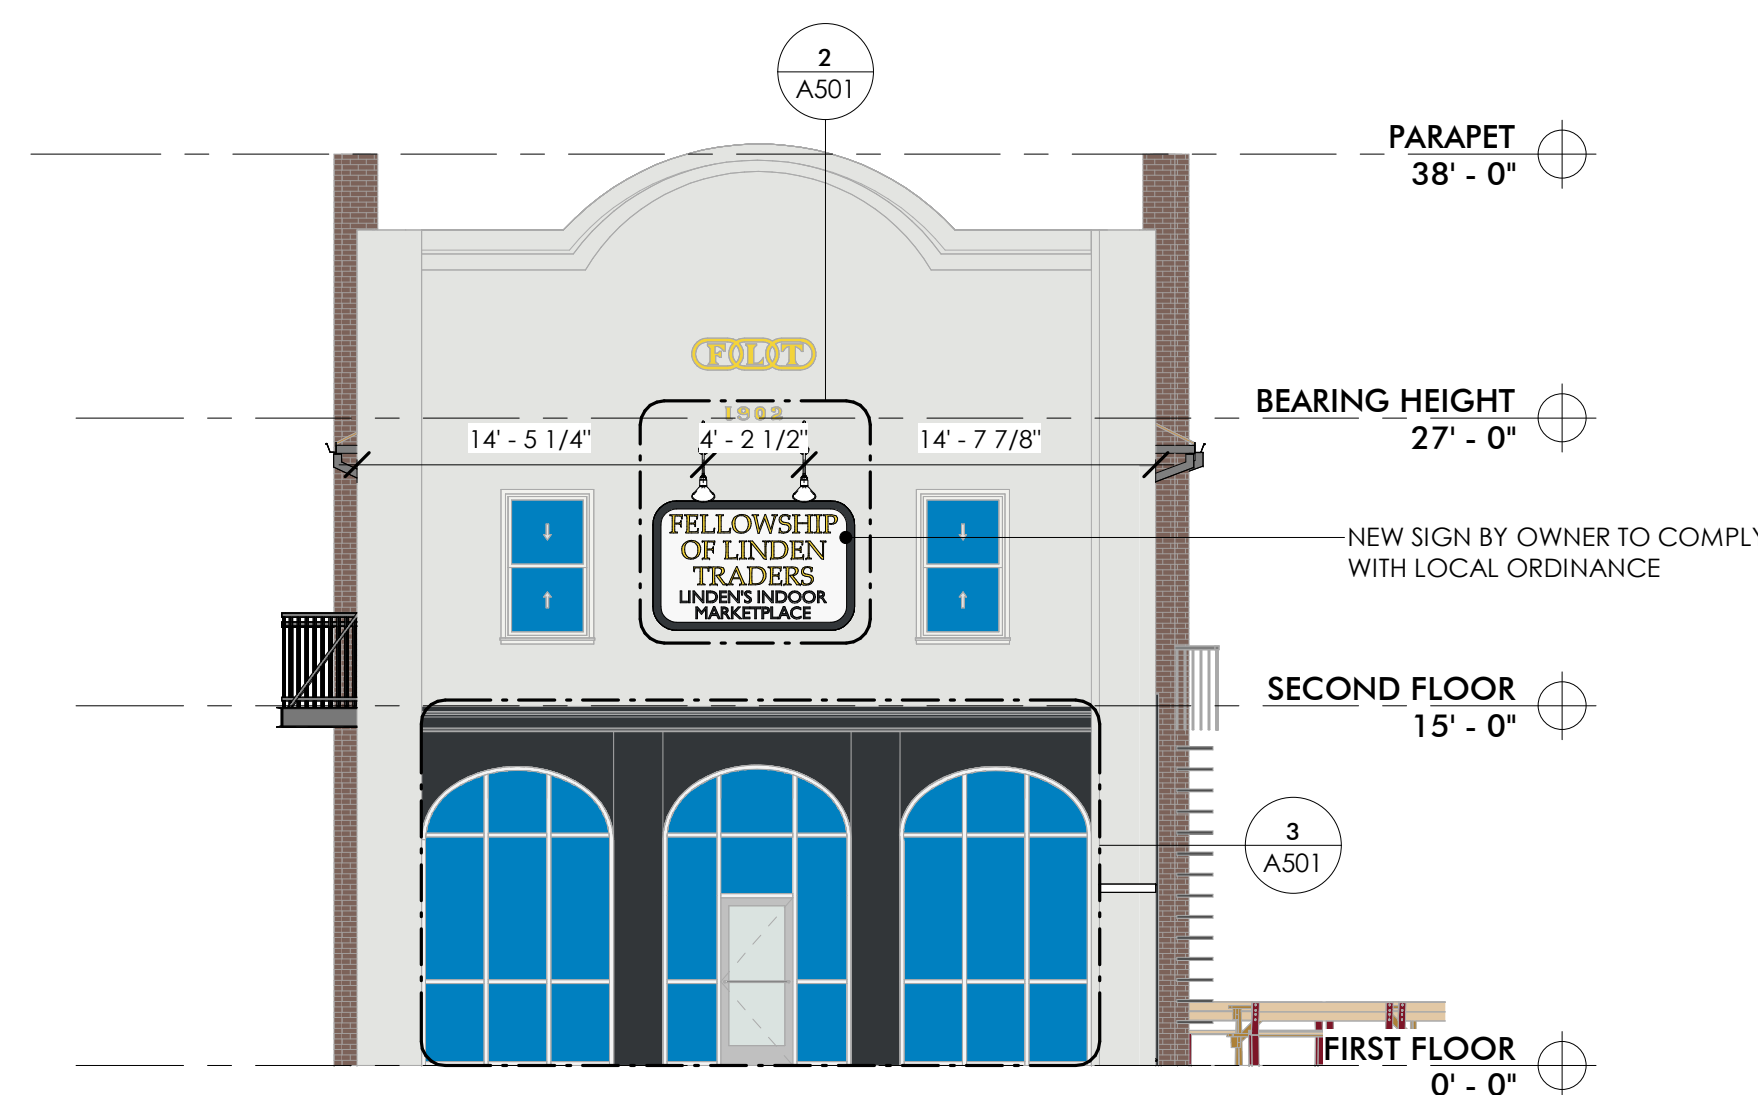 2
A501
PARAPET
38' - 0"
FOLOT
1902
BEARING HEIGHT
27' - 0"
14' - 5 1/4"
4' - 2 1/2"
14' - 7 7/8"
FELLOWSHIP
OF LINDEN
TRADERS
LINDEN'S INDOOR
MARKETPLACE
NEW SIGN BY OWNER TO COMPLY
WITH LOCAL ORDINANCE
SECOND FLOOR
15' - 0"
3
A501
FIRST FLOOR
0' - 0"